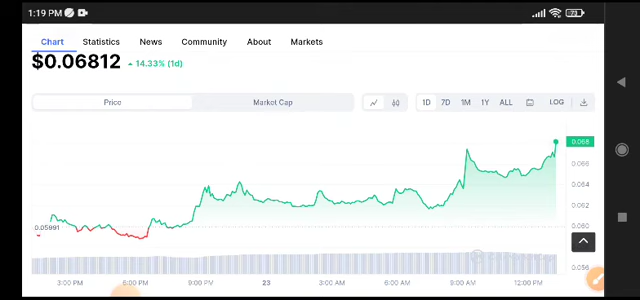 1:19 PM 73
Chart Statistics News Community About Markets
$0.06812 ▲ 14.33% (1d)
Price Market Cap 1D 7D 1M 1Y ALL LOG
0.068
0.066
0.064
0.062
0.05991 0.060
0.056
3:00 PM 6:00 PM 9:00 PM 23 3:00 AM 6:00 AM 9:00 AM 12:00 PM